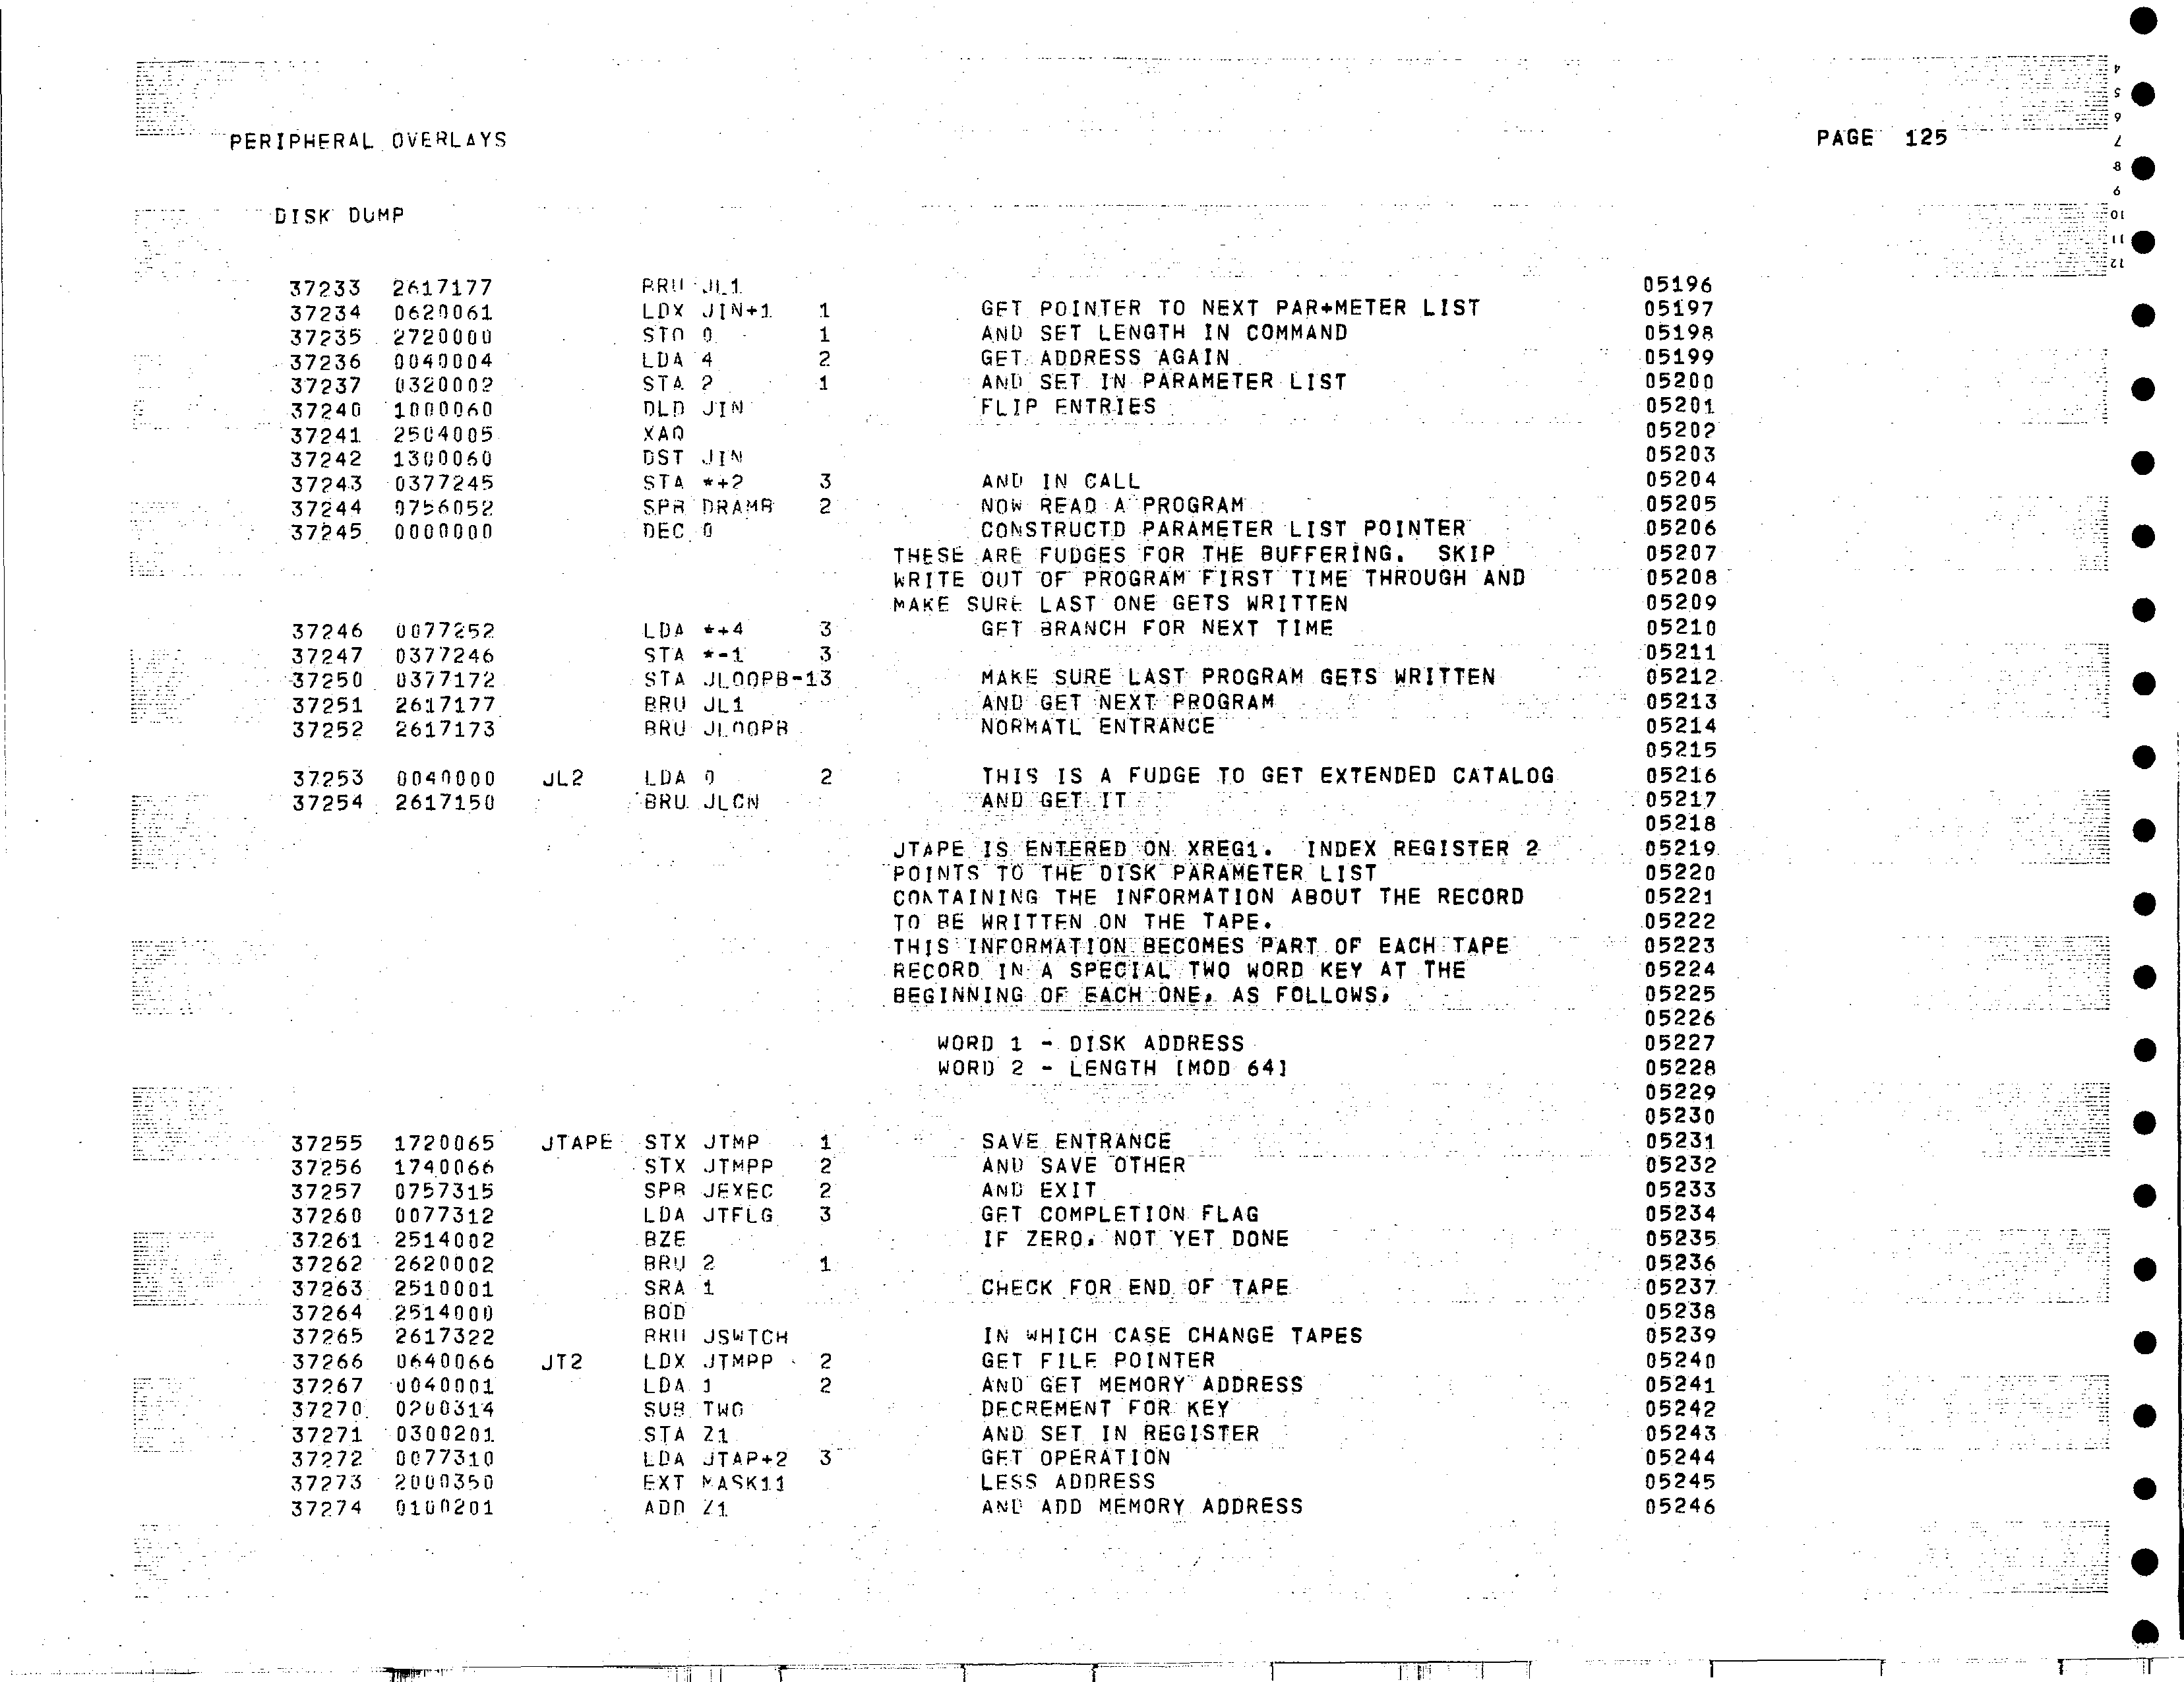 PERIPHERAL OVERLAYS PAGE 125
DISK DUMP
37233 2617177 BRU JL1 05196
37234 0620061 LDX JIN+1 1 GET POINTER TO NEXT PAR+METER LIST 05197
37235 2720000 STO 0 1 AND SET LENGTH IN COMMAND 05198
37236 0040004 LDA 4 2 GET ADDRESS AGAIN 05199
37237 0320002 STA 2 1 AND SET IN PARAMETER LIST 05200
37240 1000060 DLD JIN FLIP ENTRIES 05201
37241 2504005 XAQ 05202
37242 1300060 DST JIN 05203
37243 0377245 STA *+2 3 AND IN CALL 05204
37244 0756052 SPB DRAMB 2 NOW READ A PROGRAM 05205
37245 0000000 DEC 0 CONSTRUCTD PARAMETER LIST POINTER 05206
THESE ARE FUDGES FOR THE BUFFERING. SKIP 05207
WRITE OUT OF PROGRAM FIRST TIME THROUGH AND 05208
MAKE SURE LAST ONE GETS WRITTEN 05209
37246 0077252 LDA *+4 3 GET BRANCH FOR NEXT TIME 05210
37247 0377246 STA *-1 3 05211
37250 0377172 STA JLOOPB-13 MAKE SURE LAST PROGRAM GETS WRITTEN 05212
37251 2617177 BRU JL1 AND GET NEXT PROGRAM 05213
37252 2617173 BRU JLOOPB NORMATL ENTRANCE 05214
05215
37253 0040000 JL2 LDA 0 2 THIS IS A FUDGE TO GET EXTENDED CATALOG 05216
37254 2617150 BRU JLCN AND GET IT 05217
05218
JTAPE IS ENTERED ON XREG1. INDEX REGISTER 2 05219
POINTS TO THE DISK PARAMETER LIST 05220
CONTAINING THE INFORMATION ABOUT THE RECORD 05221
TO BE WRITTEN ON THE TAPE. 05222
THIS INFORMATION BECOMES PART OF EACH TAPE 05223
RECORD IN A SPECIAL TWO WORD KEY AT THE 05224
BEGINNING OF EACH ONE, AS FOLLOWS, 05225
05226
WORD 1 - DISK ADDRESS 05227
WORD 2 - LENGTH [MOD 64] 05228
05229
05230
37255 1720065 JTAPE STX JTMP 1 SAVE ENTRANCE 05231
37256 1740066 STX JTMPP 2 AND SAVE OTHER 05232
37257 0757315 SPB JEXEC 2 AND EXIT 05233
37260 0077312 LDA JTFLG 3 GET COMPLETION FLAG 05234
37261 2514002 BZE IF ZERO, NOT YET DONE 05235
37262 2620002 BRU 2 1 05236
37263 2510001 SRA 1 CHECK FOR END OF TAPE 05237
37264 2514000 BOD 05238
37265 2617322 BRU JSWTCH IN WHICH CASE CHANGE TAPES 05239
37266 0640066 JT2 LDX JTMPP 2 GET FILE POINTER 05240
37267 0040001 LDA 1 2 AND GET MEMORY ADDRESS 05241
37270 0200314 SUB TWO DECREMENT FOR KEY 05242
37271 0300201 STA Z1 AND SET IN REGISTER 05243
37272 0077310 LDA JTAP+2 3 GET OPERATION 05244
37273 2000350 EXT MASK11 LESS ADDRESS 05245
37274 0100201 ADD Z1 AND ADD MEMORY ADDRESS 05246
4
5
6
7
8
9
10
11
12